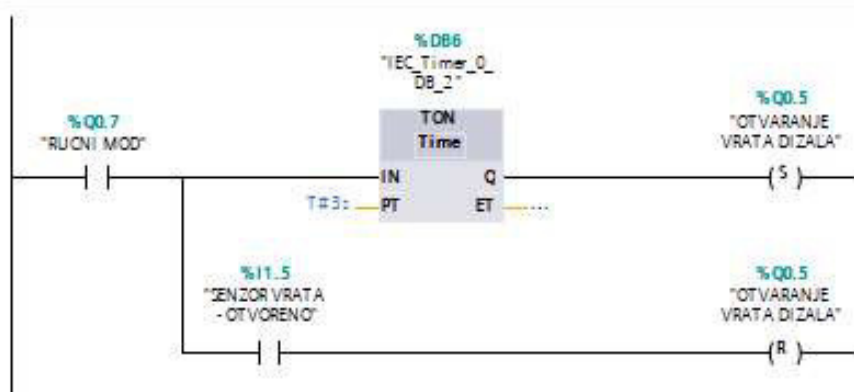 %DB6
"IEC_Timer_0_
DB_2"
TON
Time
%Q0.7
"RUCNI MOD"
IN
Q
T#3s
PT
ET
....
%Q0.5
"OTVARANJE
VRATA DIZALA"
( S )
%I1.5
"SENZOR VRATA
- OTVORENO"
%Q0.5
"OTVARANJE
VRATA DIZALA"
( R )